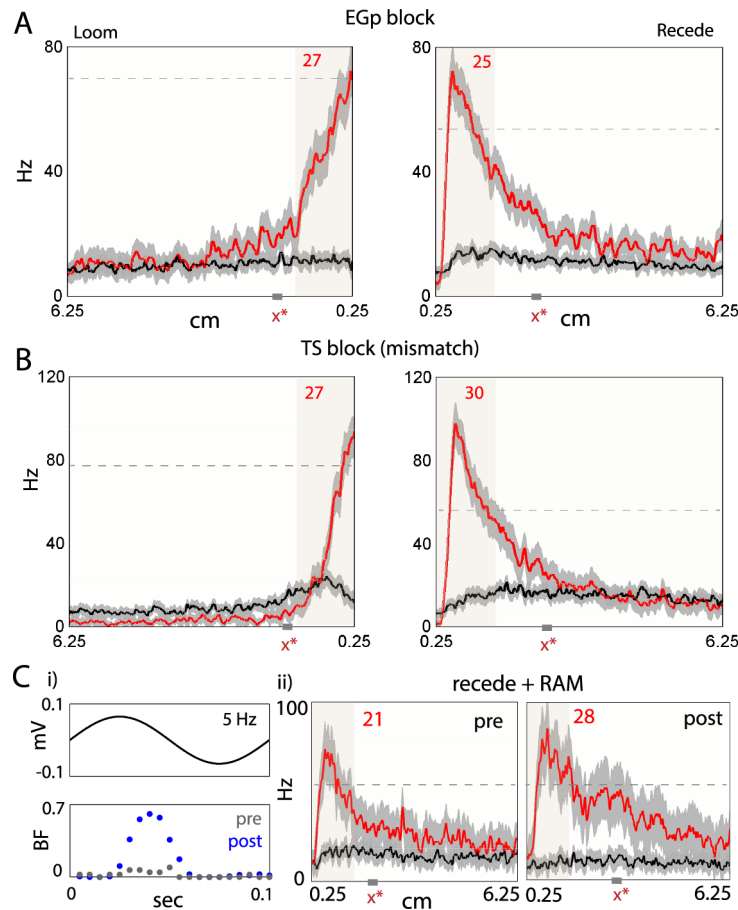 A
EGp block
Loom
Recede
80
27
80
25
40
40
Hz
0
0
6.25
cm
x*
0.25
0.25
x*
cm
6.25
B
TS block (mismatch)
120
27
120
30
80
80
Hz
40
40
0
0
6.25
x*
0.25
0.25
x*
6.25
C i)
ii)
recede + RAM
0.1
5 Hz
mV
-0.1
0.7
pre
post
BF
0
0
sec
0.1
100
21
pre
28
post
Hz
0
0.25
x*
cm
6.25
0.25
x*
6.25